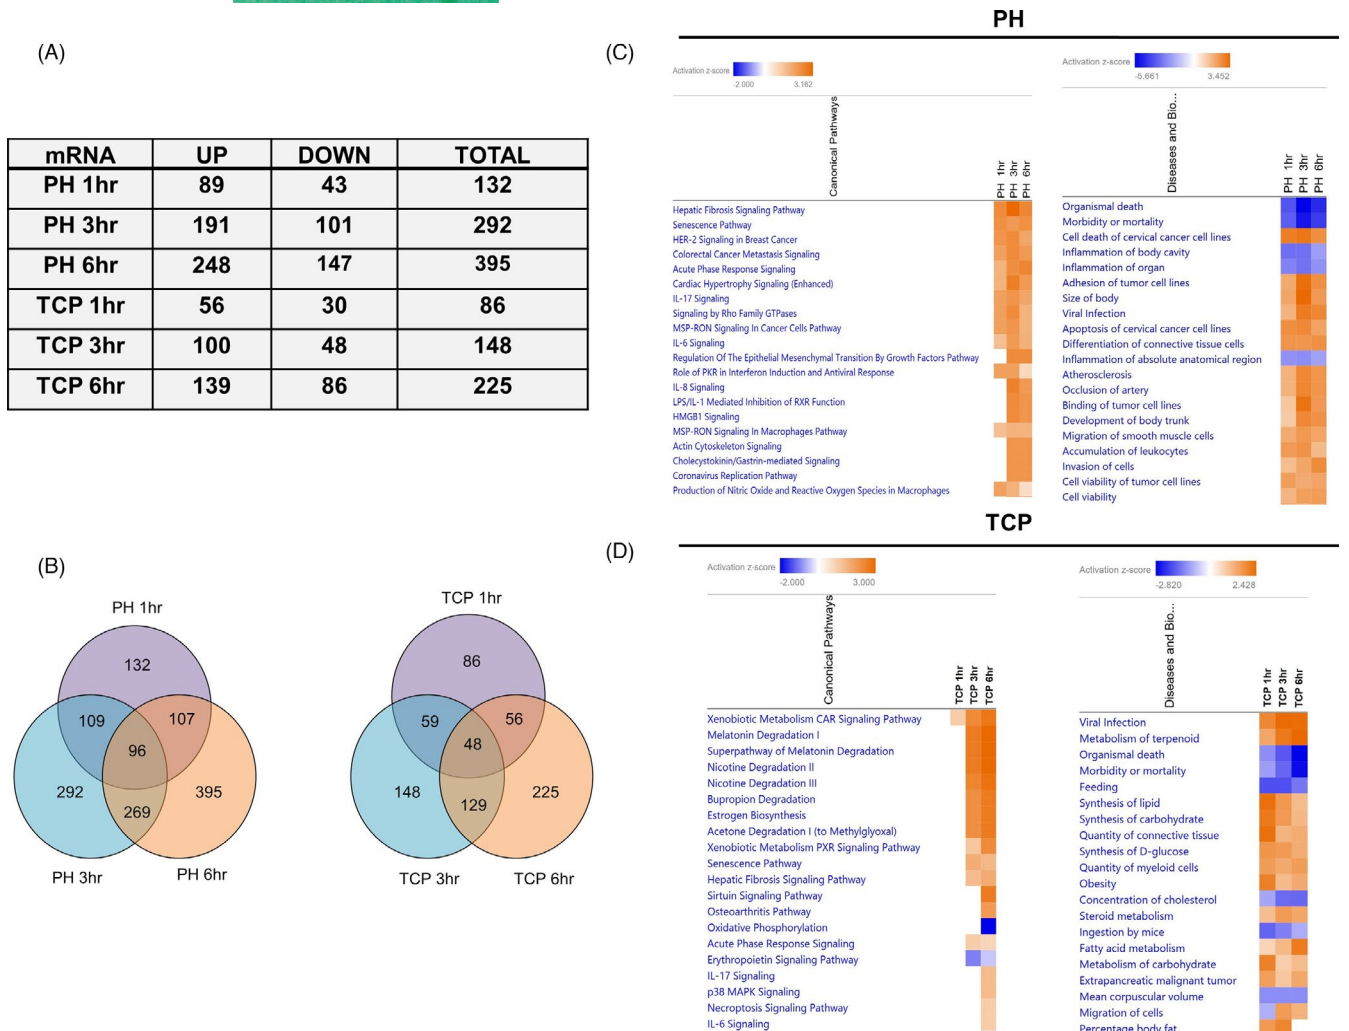 (A)
mRNA UP DOWN TOTAL
PH 1hr 89 43 132
PH 3hr 191 101 292
PH 6hr 248 147 395
TCP 1hr 56 30 86
TCP 3hr 100 48 148
TCP 6hr 139 86 225
(B)
PH 1hr
132
109
107
96
292
395
269
PH 3hr
PH 6hr
TCP 1hr
86
59
56
48
148
225
129
TCP 3hr
TCP 6hr
PH
(C)
Activation z-score
-2.000 3.162
Canonical Pathways
PH 1hr
PH 3hr
PH 6hr
Hepatic Fibrosis Signaling Pathway
Senescence Pathway
HER-2 Signaling in Breast Cancer
Colorectal Cancer Metastasis Signaling
Acute Phase Response Signaling
Cardiac Hypertrophy Signaling (Enhanced)
IL-17 Signaling
Signaling by Rho Family GTPases
MSP-RON Signaling In Cancer Cells Pathway
IL-6 Signaling
Regulation Of The Epithelial Mesenchymal Transition By Growth Factors Pathway
Role of PKR in Interferon Induction and Antiviral Response
IL-8 Signaling
LPS/IL-1 Mediated Inhibition of RXR Function
HMGB1 Signaling
MSP-RON Signaling In Macrophages Pathway
Actin Cytoskeleton Signaling
Cholecystokinin/Gastrin-mediated Signaling
Coronavirus Replication Pathway
Production of Nitric Oxide and Reactive Oxygen Species in Macrophages
Activation z-score
-5.661 3.452
Diseases and Bio...
PH 1hr
PH 3hr
PH 6hr
Organismal death
Morbidity or mortality
Cell death of cervical cancer cell lines
Inflammation of body cavity
Inflammation of organ
Adhesion of tumor cell lines
Size of body
Viral Infection
Apoptosis of cervical cancer cell lines
Differentiation of connective tissue cells
Inflammation of absolute anatomical region
Atherosclerosis
Occlusion of artery
Binding of tumor cell lines
Development of body trunk
Migration of smooth muscle cells
Accumulation of leukocytes
Invasion of cells
Cell viability of tumor cell lines
Cell viability
TCP
(D)
Activation z-score
-2.000 3.000
Canonical Pathways
TCP 1hr
TCP 3hr
TCP 6hr
Xenobiotic Metabolism CAR Signaling Pathway
Melatonin Degradation I
Superpathway of Melatonin Degradation
Nicotine Degradation II
Nicotine Degradation III
Bupropion Degradation
Estrogen Biosynthesis
Acetone Degradation I (to Methylglyoxal)
Xenobiotic Metabolism PXR Signaling Pathway
Senescence Pathway
Hepatic Fibrosis Signaling Pathway
Sirtuin Signaling Pathway
Osteoarthritis Pathway
Oxidative Phosphorylation
Acute Phase Response Signaling
Erythropoietin Signaling Pathway
IL-17 Signaling
p38 MAPK Signaling
Necroptosis Signaling Pathway
IL-6 Signaling
Activation z-score
-2.820 2.428
Diseases and Bio...
TCP 1hr
TCP 3hr
TCP 6hr
Viral Infection
Metabolism of terpenoid
Organismal death
Morbidity or mortality
Feeding
Synthesis of lipid
Synthesis of carbohydrate
Quantity of connective tissue
Synthesis of D-glucose
Quantity of myeloid cells
Obesity
Concentration of cholesterol
Steroid metabolism
Ingestion by mice
Fatty acid metabolism
Metabolism of carbohydrate
Extrapancreatic malignant tumor
Mean corpuscular volume
Migration of cells
Percentage body fat